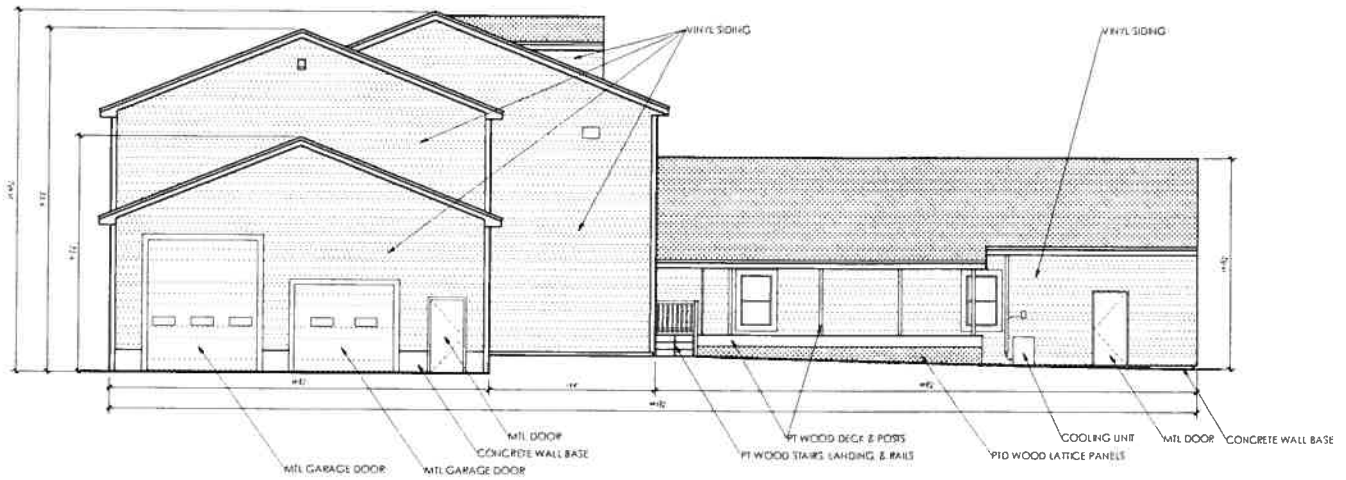 VINYL SIDING
VINYL SIDING
MTL DOOR
CONCRETE WALL BASE
MTL GARAGE DOOR
MTL GARAGE DOOR
PT WOOD DECK & POSTS
PT WOOD STAIRS, LANDING, & RAILS
PTD WOOD LATTICE PANELS
COOLING UNIT
MTL DOOR
CONCRETE WALL BASE